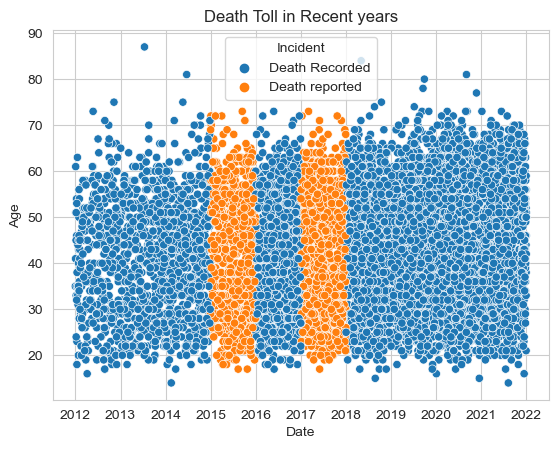 Death Toll in Recent years
Incident
Death Recorded
Death reported
90
80
70
60
50
40
30
20
Age
2012 2013 2014 2015 2016 2017 2018 2019 2020 2021 2022
Date